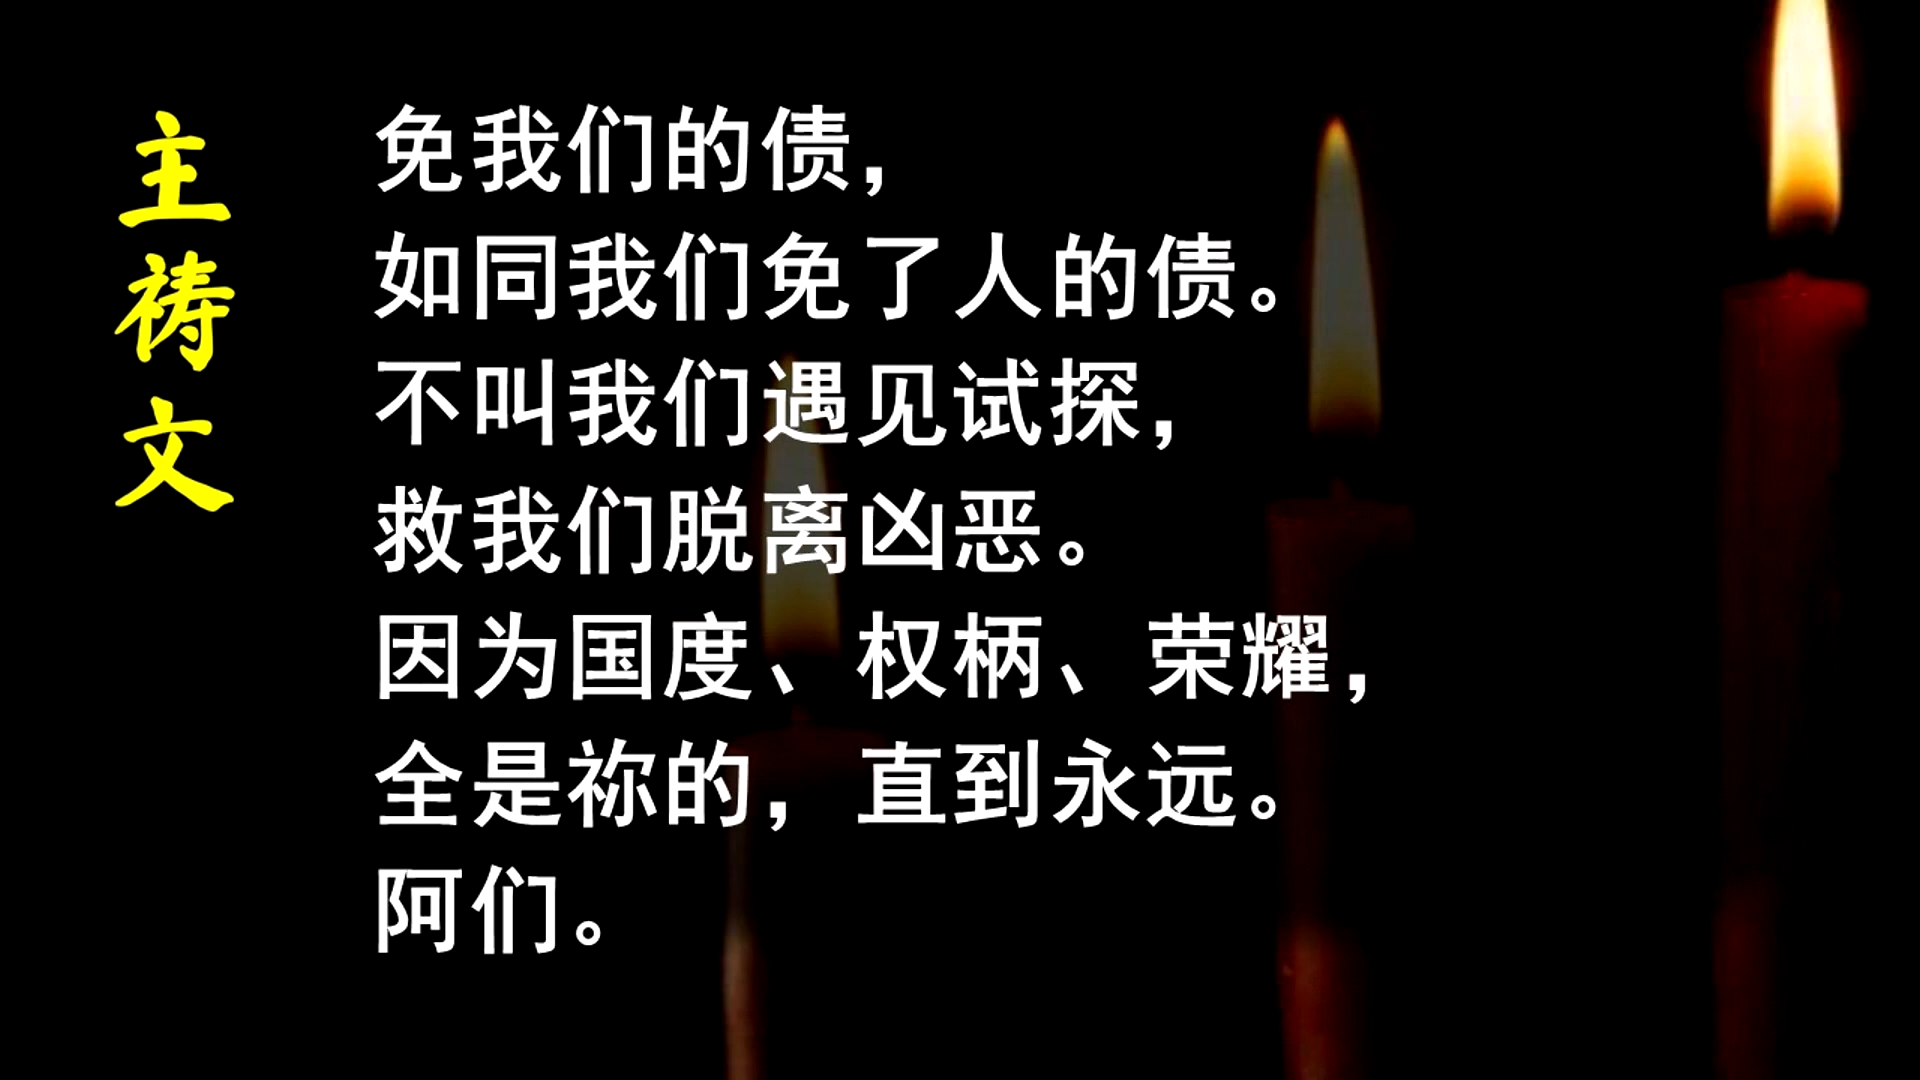 主祷文
免我们的债，
如同我们免了人的债。
不叫我们遇见试探，
救我们脱离凶恶。
因为国度、权柄、荣耀，
全是祢的，直到永远。
阿们。